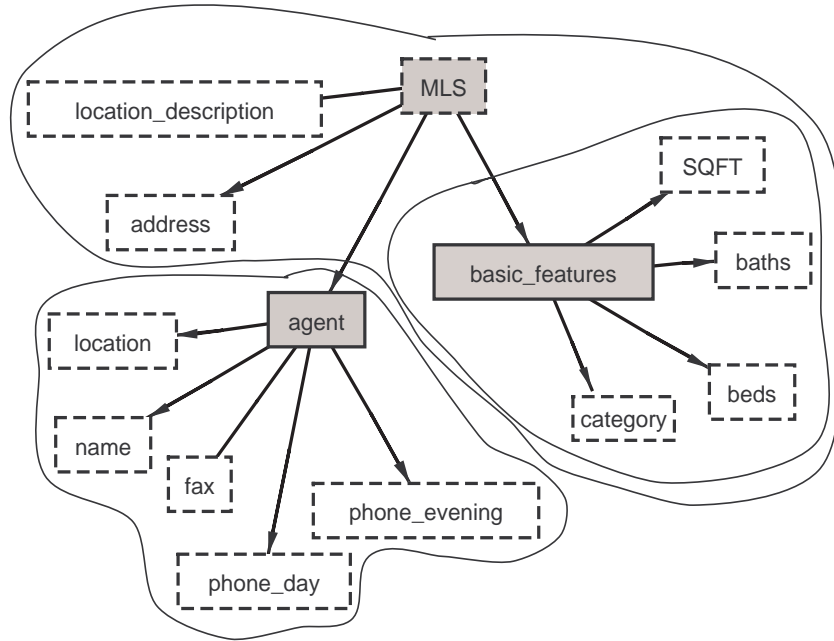 MLS
location_description
SQFT
address
baths
basic_features
agent
location
beds
category
name
fax
phone_evening
phone_day